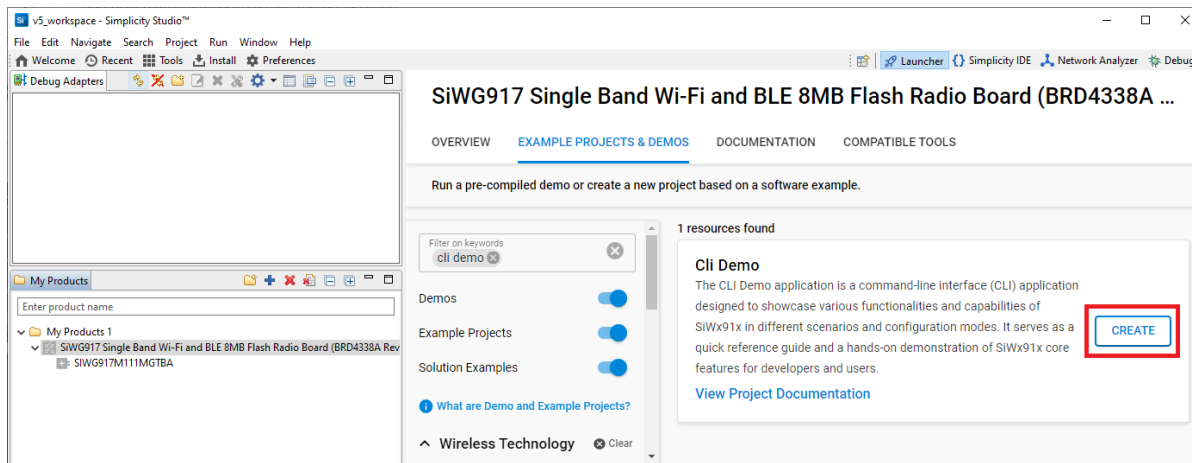 Si v5_workspace - Simplicity Studio™
File Edit Navigate Search Project Run Window Help
Welcome Recent Tools Install Preferences
Launcher {} Simplicity IDE Network Analyzer Debug
Debug Adapters
SiWG917 Single Band Wi-Fi and BLE 8MB Flash Radio Board (BRD4338A ...
OVERVIEW EXAMPLE PROJECTS & DEMOS DOCUMENTATION COMPATIBLE TOOLS
Run a pre-compiled demo or create a new project based on a software example.
My Products
Enter product name
My Products 1
SiWG917 Single Band Wi-Fi and BLE 8MB Flash Radio Board (BRD4338A Rev
SIWG917M111MGTBA
Filter on keywords
cli demo
Demos
Example Projects
Solution Examples
What are Demo and Example Projects?
Wireless Technology Clear
1 resources found
Cli Demo
The CLI Demo application is a command-line interface (CLI) application
designed to showcase various functionalities and capabilities of
SiWx91x in different scenarios and configuration modes. It serves as a
quick reference guide and a hands-on demonstration of SiWx91x core
features for developers and users.
View Project Documentation
CREATE